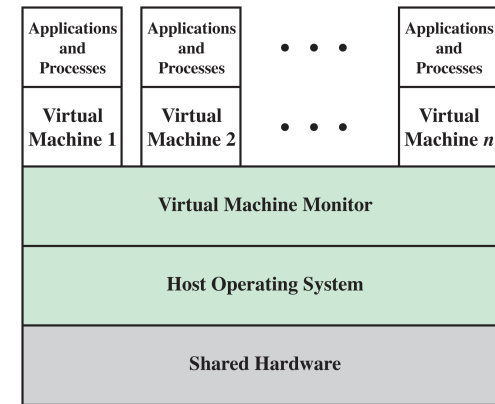 Applications
and
Processes
Applications
and
Processes
• • •
Applications
and
Processes
Virtual
Machine 1
Virtual
Machine 2
• • •
Virtual
Machine n
Virtual Machine Monitor
Host Operating System
Shared Hardware